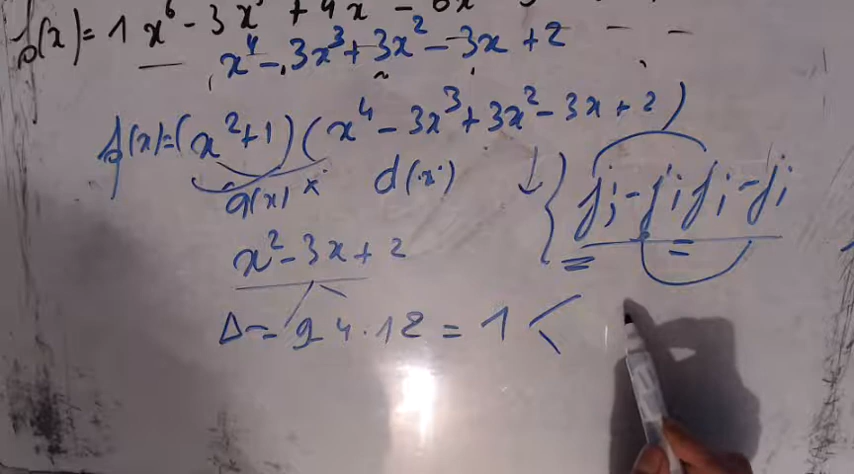 f(x) = 1 x⁶ - 3x⁵ + 4x - 6x
x⁴ - 3x³ + 3x² - 3x + 2
f(x) = (x² + 1) (x⁴ - 3x³ + 3x² - 3x + 2)
q(x) x d(x) ↓ } j; - j; j; - j;
x² - 3x + 2
Δ = 9 4.1 2 = 1 <